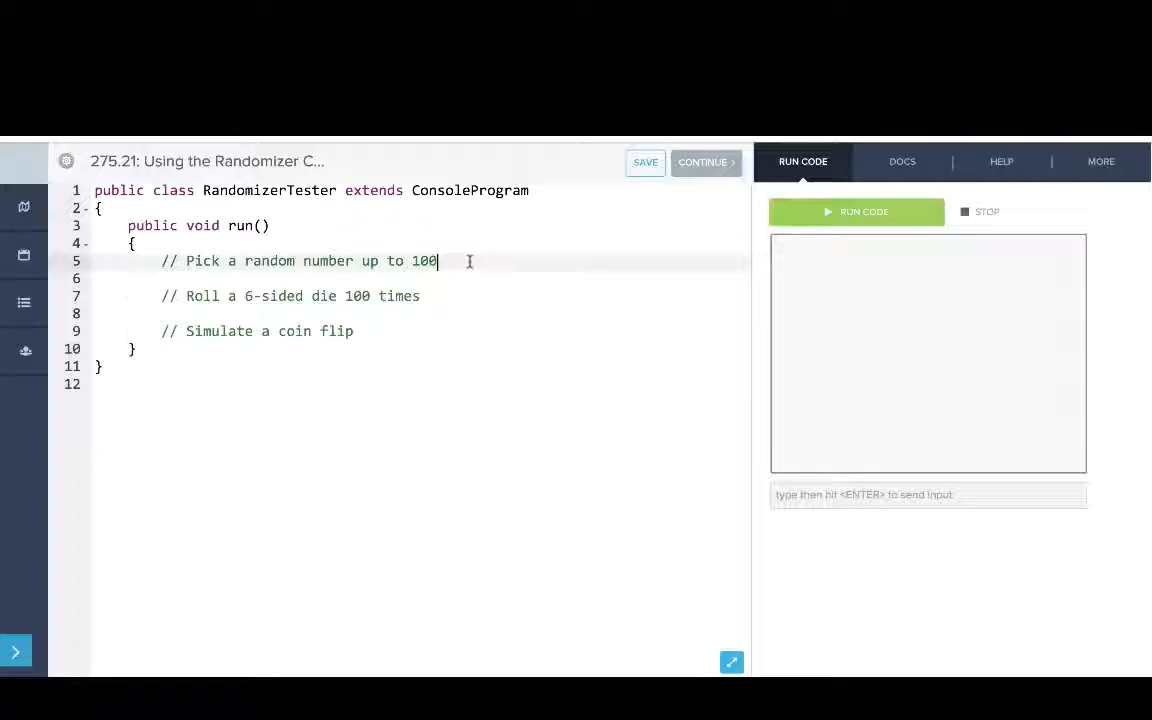 275.21: Using the Randomizer C...
SAVE
CONTINUE >
RUN CODE
DOCS
HELP
MORE
1 public class RandomizerTester extends ConsoleProgram
2 {
3 public void run()
4 {
5 // Pick a random number up to 100
6
7 // Roll a 6-sided die 100 times
8
9 // Simulate a coin flip
10 }
11 }
12
RUN CODE
STOP
type then hit <ENTER> to send input